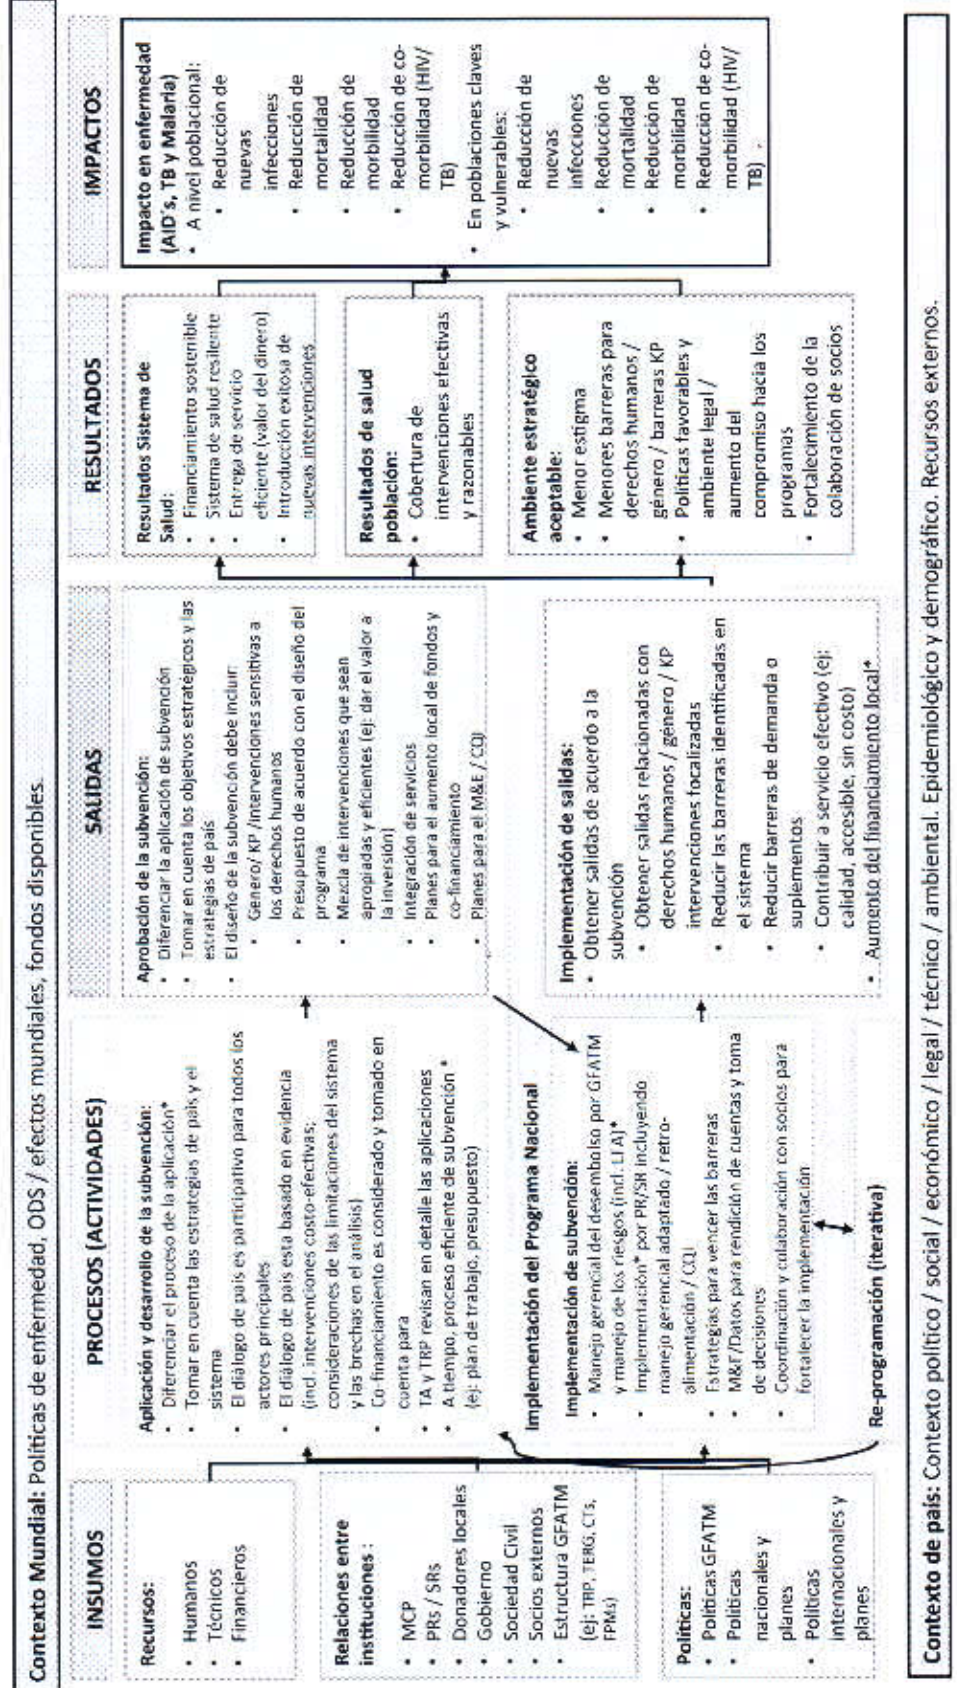 Contexto Mundial: Políticas de enfermedad, ODS / efectos mundiales, fondos disponibles.
INSUMOS
Recursos:
• Humanos
• Técnicos
• Financieros
Relaciones entre
instituciones :
• MCP
• PRs / SRs
• Donadores locales
• Gobierno
• Sociedad Civil
• Socios externos
• Estructura GFATM
(ej: TRP, TERG, CTs,
FPMs)
Políticas:
• Políticas GFATM
• Políticas
nacionales y
planes
• Políticas
internacionales y
planes
PROCESOS (ACTIVIDADES)
Aplicación y desarrollo de la subvención:
• Diferenciar el proceso de la aplicación*
• Tomar en cuenta las estrategias de país y el
sistema
• El diálogo de país es participativo para todos los
actores principales
• El diálogo de país esta basado en evidencia
(incl. intervenciones costo-efectivas;
consideraciones de las limitaciones del sistema
y las brechas en el análisis)
• Co-financiamiento es considerado y tomado en
cuenta para
• TA y TRP revisan en detalle las aplicaciones
• A tiempo, proceso eficiente de subvención *
(ej: plan de trabajo, presupuesto)
Implementación del Programa Nacional
Implementación de subvención:
• Manejo gerencial del desembolso por GFATM
y manejo de los riesgos (incl. LFA)*
• Implementación* por PR/SR incluyendo
manejo gerencial adaptado / retro-
alimentación / CQI
• Estrategias para vencer las barreras
• M&E/Datos para rendición de cuentas y toma
de decisiones
• Coordinación y colaboración con socios para
fortalecer la implementación
Re-programación (iterativa)
SALIDAS
Aprobación de la subvención:
• Diferenciar la aplicación de subvención
• Tomar en cuenta los objetivos estratégicos y las
estrategias de país
• El diseño de la subvención debe incluir:
• Genero/ KP /intervenciones sensitivas a
los derechos humanos
• Presupuesto de acuerdo con el diseño del
programa
• Mezcla de intervenciones que sean
apropiadas y eficientes (ej: dar el valor a
la inversión)
• Integración de servicios
• Planes para el aumento local de fondos y
co-financiamiento
• Planes para el M&E / CQI
Implementación de salidas:
• Obtener salidas de acuerdo a la
subvención
• Obtener salidas relacionadas con
derechos humanos / género / KP
intervenciones focalizadas
• Reducir las barreras identificadas en
el sistema
• Reducir barreras de demanda o
suplementos
• Contribuir a servicio efectivo (ej:
calidad, accesible, sin costo)
• Aumento del financiamiento local*
RESULTADOS
Resultados Sistema de
Salud:
• Financiamiento sostenible
• Sistema de salud resilente
• Entrega de servicio
eficiente (valor del dinero)
• Introducción exitosa de
nuevas intervenciones
Resultados de salud
población:
• Cobertura de
intervenciones efectivas
y razonables
Ambiente estratégico
aceptable:
• Menor estigma
• Menores barreras para
derechos humanos /
género / barreras KP
• Políticas favorables y
ambiente legal /
aumento del
compromiso hacia los
programas
• Fortalecimiento de la
colaboración de socios
IMPACTOS
Impacto en enfermedad
(AID´s, TB y Malaria)
• A nivel poblacional:
• Reducción de
nuevas
infecciones
• Reducción de
mortalidad
• Reducción de
morbilidad
• Reducción de co-
morbilidad (HIV/
TB)
• En poblaciones claves
y vulnerables:
• Reducción de
nuevas
infecciones
• Reducción de
mortalidad
• Reducción de
morbilidad
• Reducción de co-
morbilidad (HIV/
TB)
Contexto de país: Contexto político / social / económico / legal / técnico / ambiental. Epidemiológico y demográfico. Recursos externos.